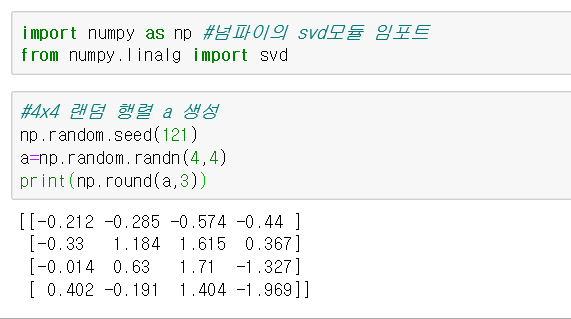 import numpy as np #넘파이의 svd모듈 임포트
from numpy.linalg import svd
#4x4 랜덤 행렬 a 생성
np.random.seed(121)
a=np.random.randn(4,4)
print(np.round(a,3))
[[-0.212 -0.285 -0.574 -0.44 ]
 [-0.33   1.184  1.615  0.367]
 [-0.014  0.63   1.71  -1.327]
 [ 0.402 -0.191  1.404 -1.969]]